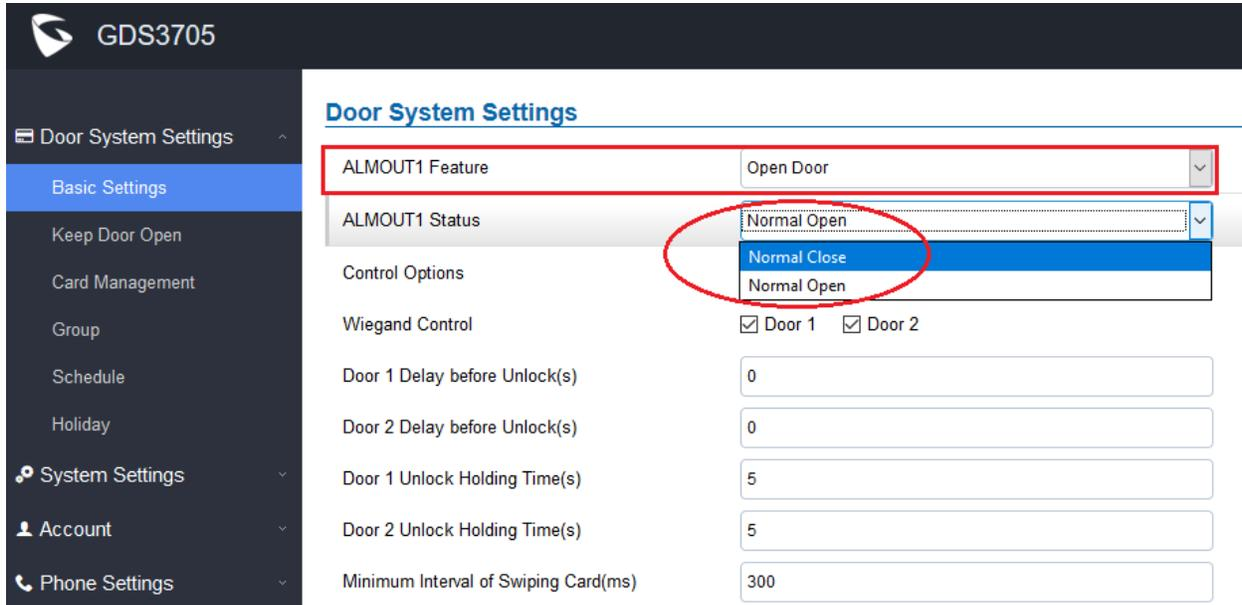 GDS3705
Door System Settings
Door System Settings
Basic Settings
Keep Door Open
Card Management
Group
Schedule
Holiday
System Settings
Account
Phone Settings
ALMOUT1 Feature Open Door
ALMOUT1 Status Normal Open
Normal Close
Control Options
Normal Open
Wiegand Control Door 1 Door 2
Door 1 Delay before Unlock(s) 0
Door 2 Delay before Unlock(s) 0
Door 1 Unlock Holding Time(s) 5
Door 2 Unlock Holding Time(s) 5
Minimum Interval of Swiping Card(ms) 300